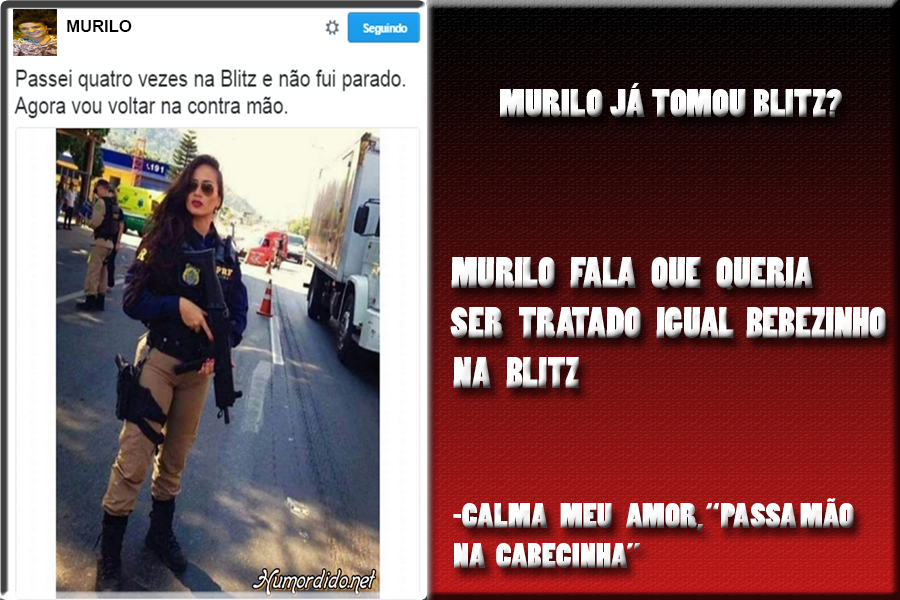 MURILO
Seguindo
Passei quatro vezes na Blitz e não fui parado.
Agora vou voltar na contra mão.
191
PRF
Humordido.net
MURILO JÁ TOMOU BLITZ?
MURILO FALA QUE QUERIA
SER TRATADO IGUAL BEBEZINHO
NA BLITZ
-CALMA MEU AMOR, "PASSA MÃO
NA CABECINHA"